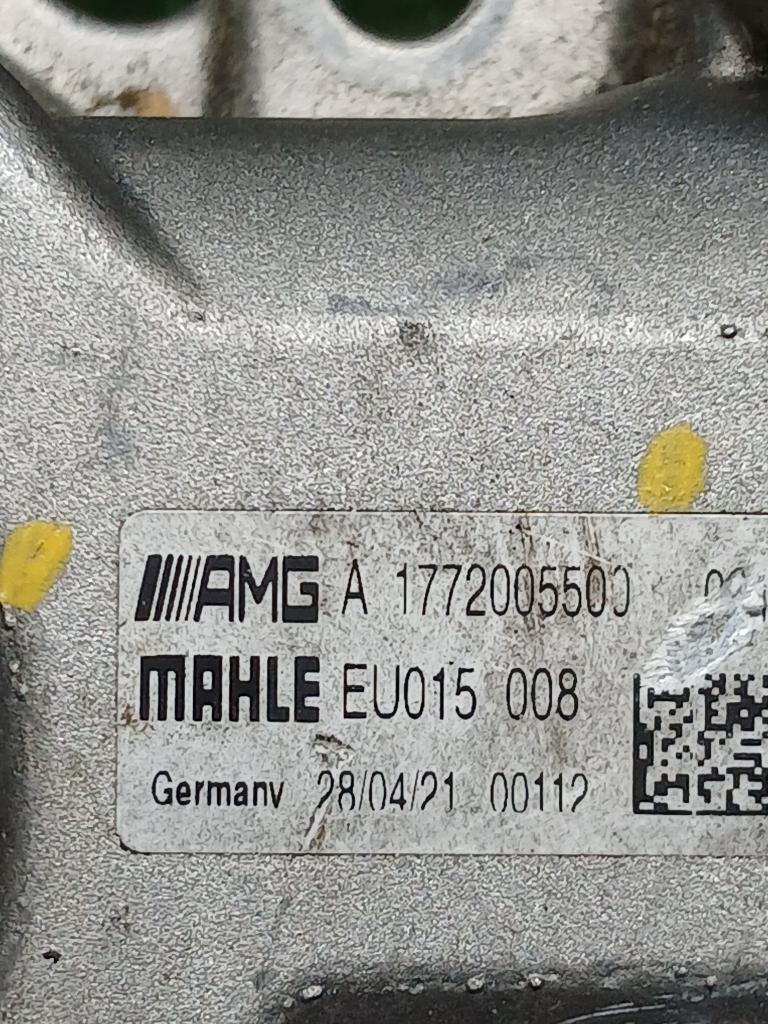 AMG A 1772005500
MAHLE EU015 008
Germany 28/04/21 00112